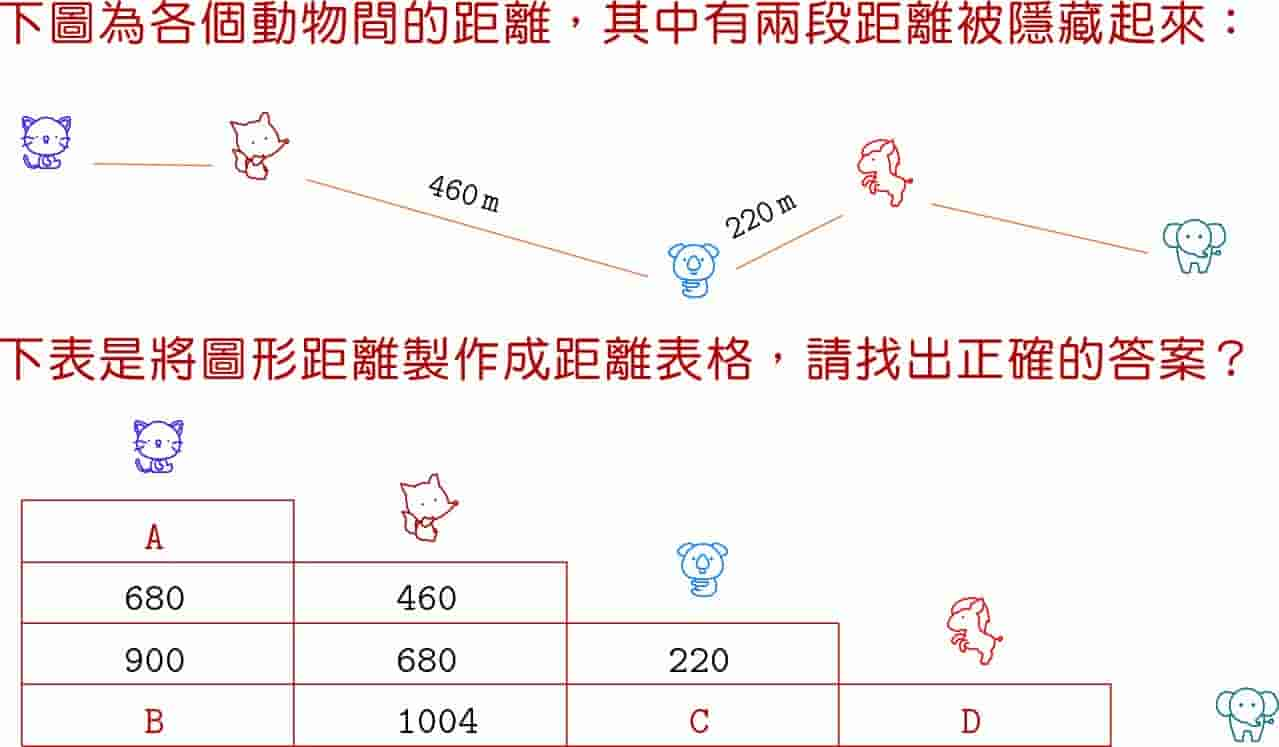 下圖為各個動物間的距離，其中有兩段距離被隱藏起來：
460 m
220 m
下表是將圖形距離製作成距離表格，請找出正確的答案？
A
680 460
900 680 220
B 1004 C D